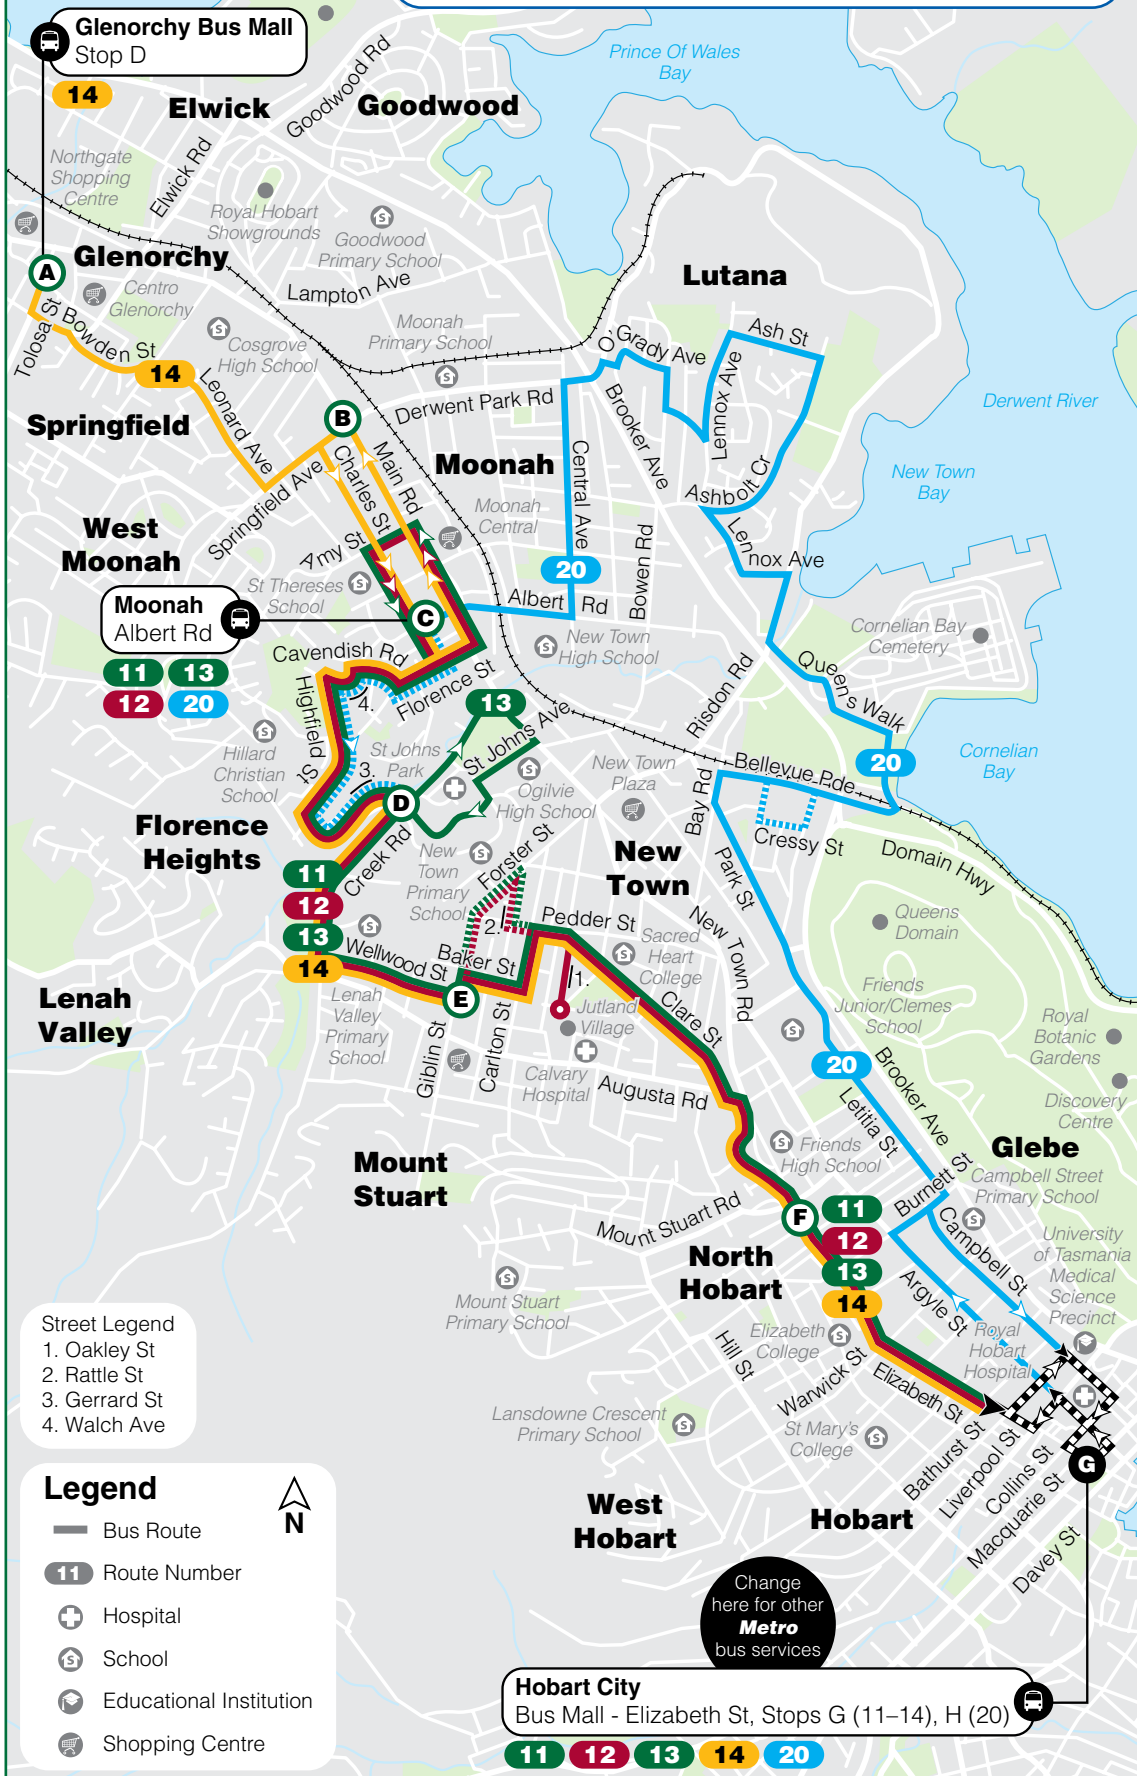 Glenorchy Bus Mall
Stop D
14
Elwick
Goodwood Rd
Goodwood
Prince Of Wales
Bay
Northgate
Shopping
Centre
Elwick Rd
Royal Hobart
Showgrounds
Goodwood
Primary School
A
Glenorchy
Lampton Ave
Lutana
Centro
Glenorchy
Tolosa St
Bowden St
Cosgrove
High School
Moonah
Primary School
O'Grady Ave
Ash St
14
Leonard Ave
Derwent Park Rd
Brooker Ave
Lennox Ave
Derwent River
Springfield
B
Charles St
Main Rd
Moonah
Central Ave
Ashbolt Cr
New Town
Bay
Springfield Ave
Moonah
Central
Lennox Ave
West
Moonah
Amy St
Bowen Rd
20
St Thereses
School
Moonah
Albert Rd
C
Albert Rd
11
13
12
20
New Town
High School
Cornelian Bay
Cemetery
Cavendish Rd
Florence St
4.
Highfield St
13
St Johns Ave
Risdon Rd
Queen's Walk
Hillard
Christian
School
St Johns
Park
3.
D
Ogilvie
High School
New Town
Plaza
Bay Rd
Bellevue Pde
20
Cornelian
Bay
Florence
Heights
Creek Rd
New
Town
Primary
School
Forster St
New
Town
Park St
Cressy St
Domain Hwy
11
12
13
14
Wellwood St
Baker St
2.
Pedder St
New Town Rd
Queens
Domain
Sacred
Heart
College
1.
E
Lenah
Valley
Lenah
Valley
Primary
School
Giblin St
Carlton St
Jutland
Village
Clare St
Friends
Junior/Clemes
School
Royal
Botanic
Gardens
Calvary
Hospital
Augusta Rd
20
Brooker Ave
Letitia St
Discovery
Centre
Mount
Stuart
Friends
High School
Glebe
Burnett St
Campbell Street
Primary School
Mount Stuart Rd
F
11
12
13
14
North
Hobart
Campbell St
Argyle St
University
of Tasmania
Medical
Science
Precinct
Mount Stuart
Primary School
Hill St
Elizabeth
College
Warwick St
Royal
Hobart
Hospital
Elizabeth St
Street Legend
1. Oakley St
2. Rattle St
3. Gerrard St
4. Walch Ave
Lansdowne Crescent
Primary School
St Mary's
College
Bathurst St
Liverpool St
Collins St
Macquarie St
Davey St
G
West
Hobart
Hobart
Legend
N
Bus Route
11 Route Number
Hospital
School
Educational Institution
Shopping Centre
Change
here for other
Metro
bus services
Hobart City
Bus Mall - Elizabeth St, Stops G (11–14), H (20)
11
12
13
14
20